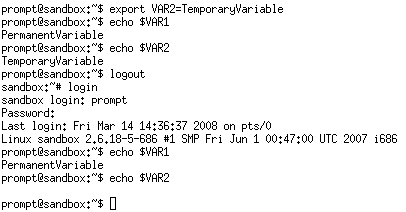 prompt@sandbox:~$ export VAR2=TemporaryVariable
prompt@sandbox:~$ echo $VAR1
PermanentVariable
prompt@sandbox:~$ echo $VAR2
TemporaryVariable
prompt@sandbox:~$ logout
sandbox:~# login
sandbox login: prompt
Password:
Last login: Fri Mar 14 14:36:37 2008 on pts/0
Linux sandbox 2.6.18-5-686 #1 SMP Fri Jun 1 00:47:00 UTC 2007 i686
prompt@sandbox:~$ echo $VAR1
PermanentVariable
prompt@sandbox:~$ echo $VAR2
prompt@sandbox:~$